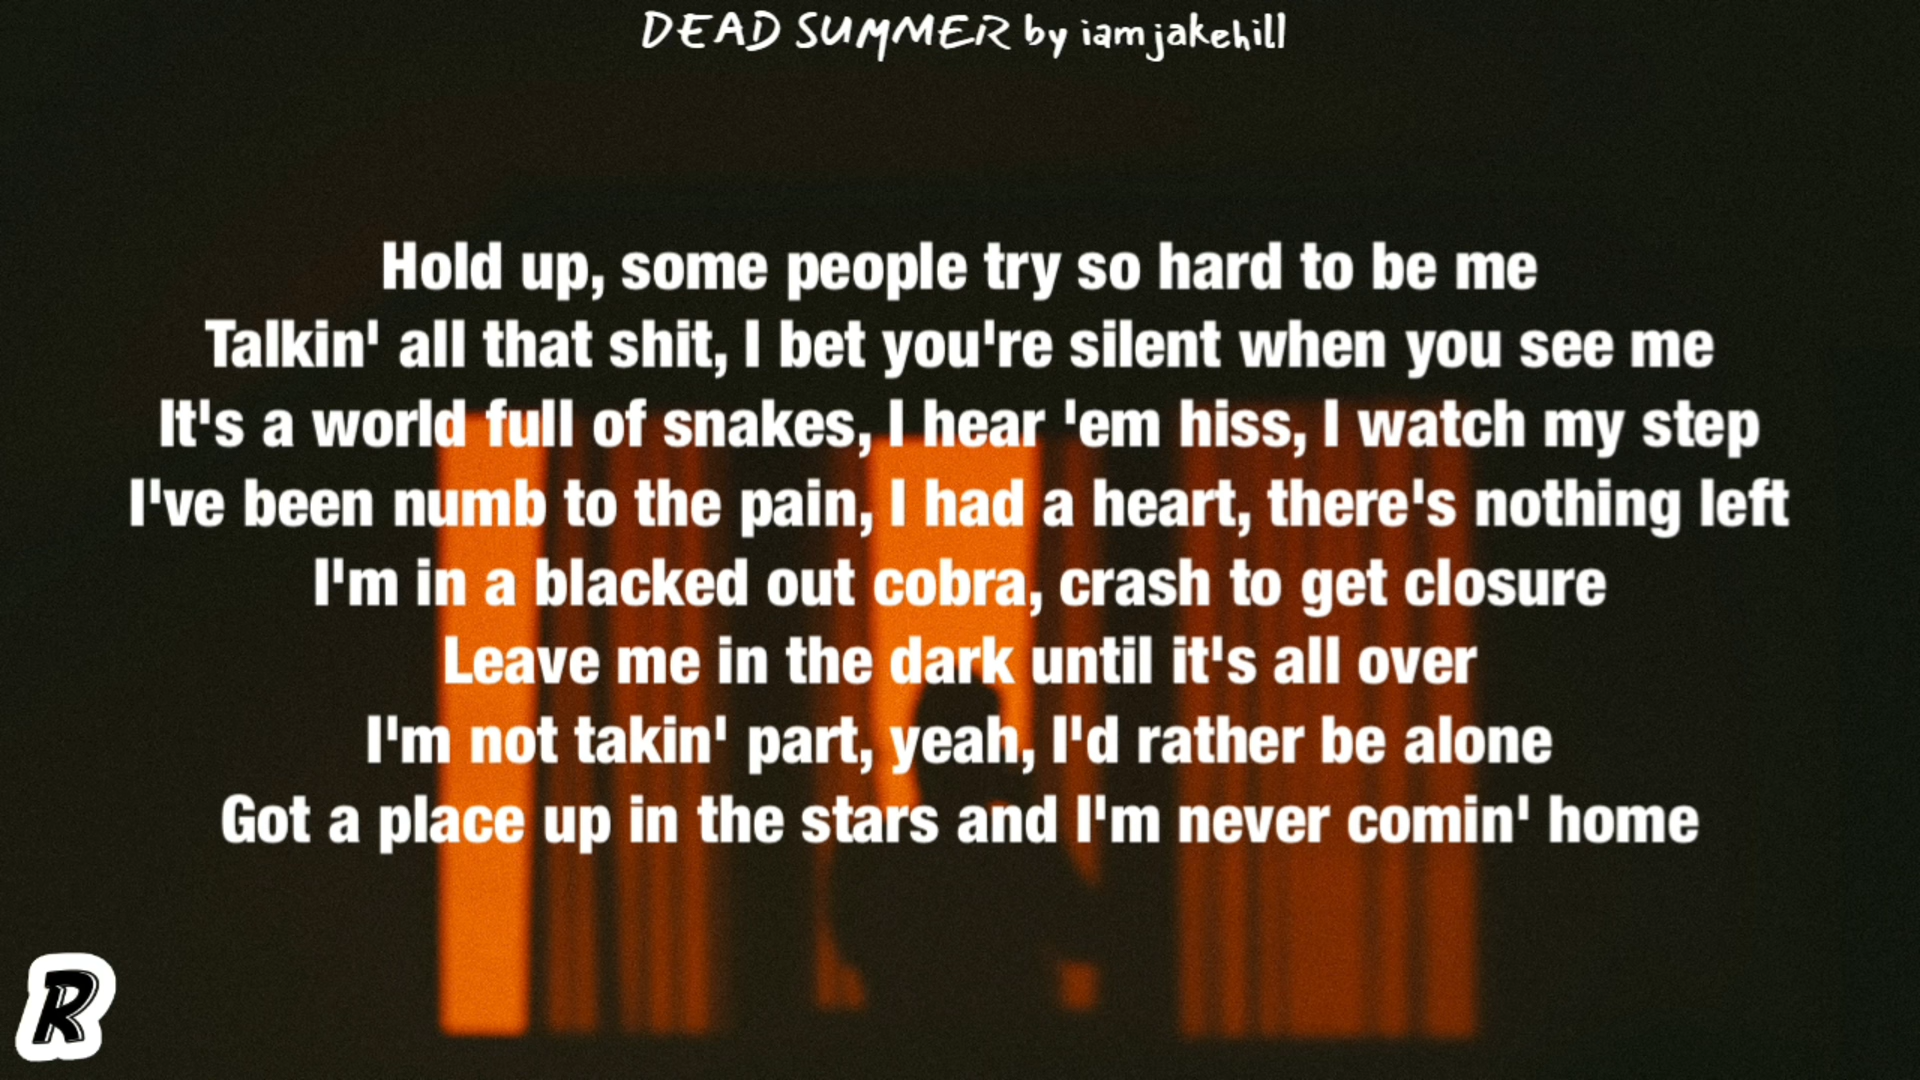 DEAD SUMMER by iamjakehill
Hold up, some people try so hard to be me
Talkin' all that shit, I bet you're silent when you see me
It's a world full of snakes, I hear 'em hiss, I watch my step
I've been numb to the pain, I had a heart, there's nothing left
I'm in a blacked out cobra, crash to get closure
Leave me in the dark until it's all over
I'm not takin' part, yeah, I'd rather be alone
Got a place up in the stars and I'm never comin' home
R